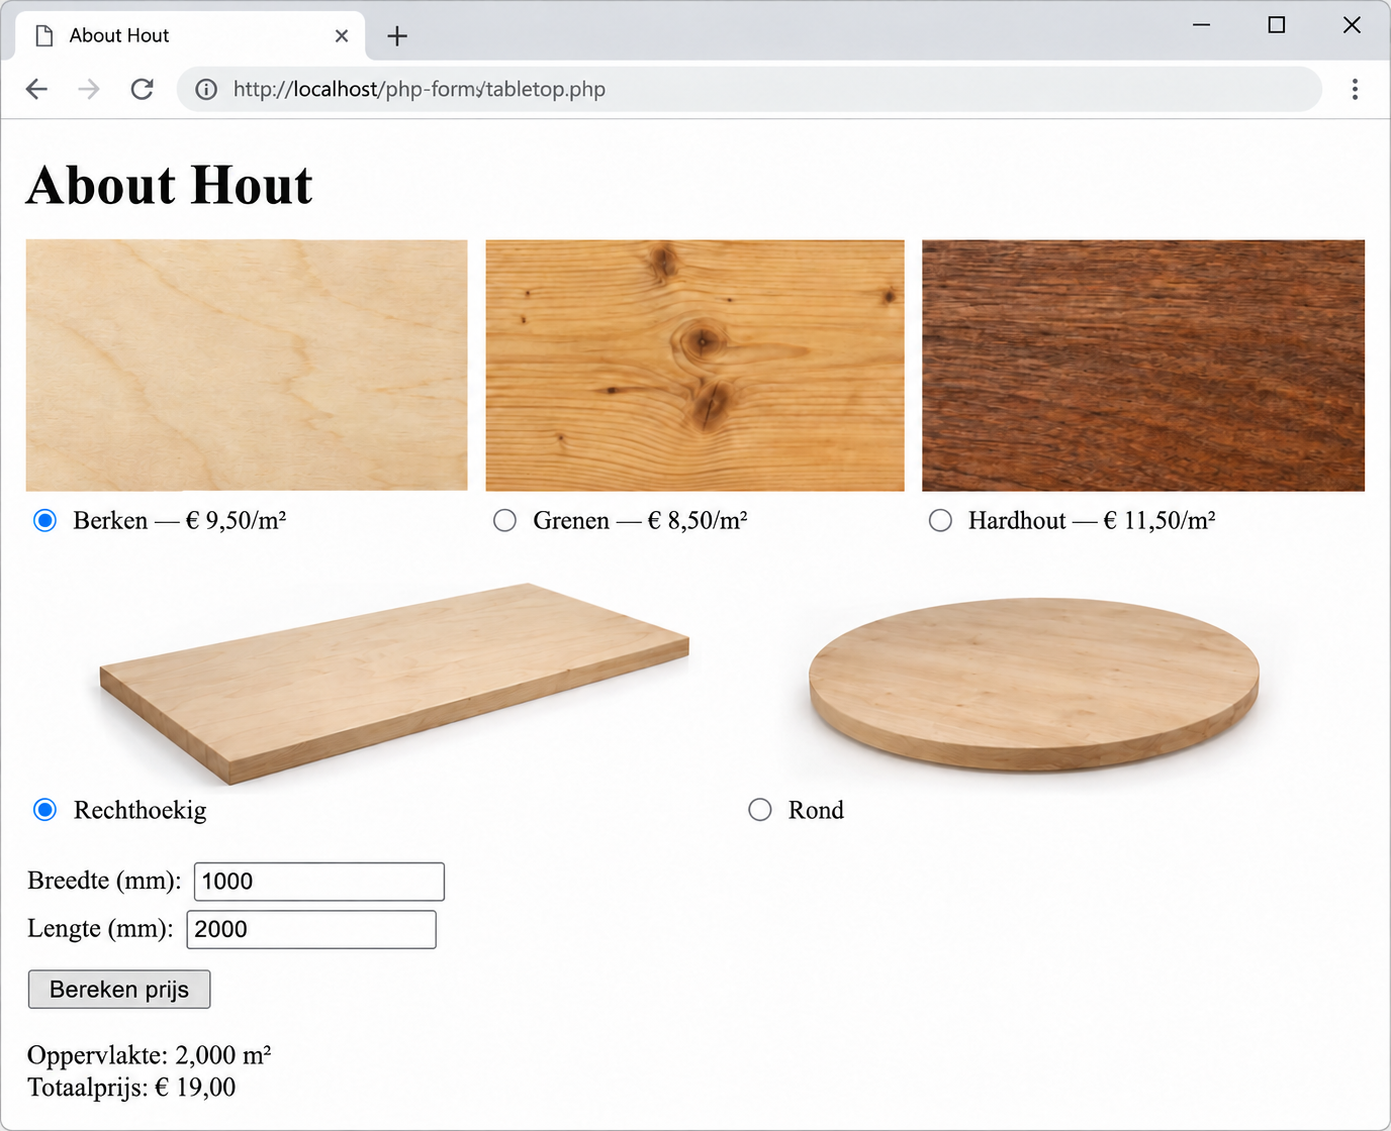 About Hout
http://localhost/php-forms/tabletop.php
About Hout
Berken — € 9,50/m²
Grenen — € 8,50/m²
Hardhout — € 11,50/m²
Rechthoekig
Rond
Breedte (mm): 1000
Lengte (mm): 2000
Bereken prijs
Oppervlakte: 2,000 m²
Totaalprijs: € 19,00